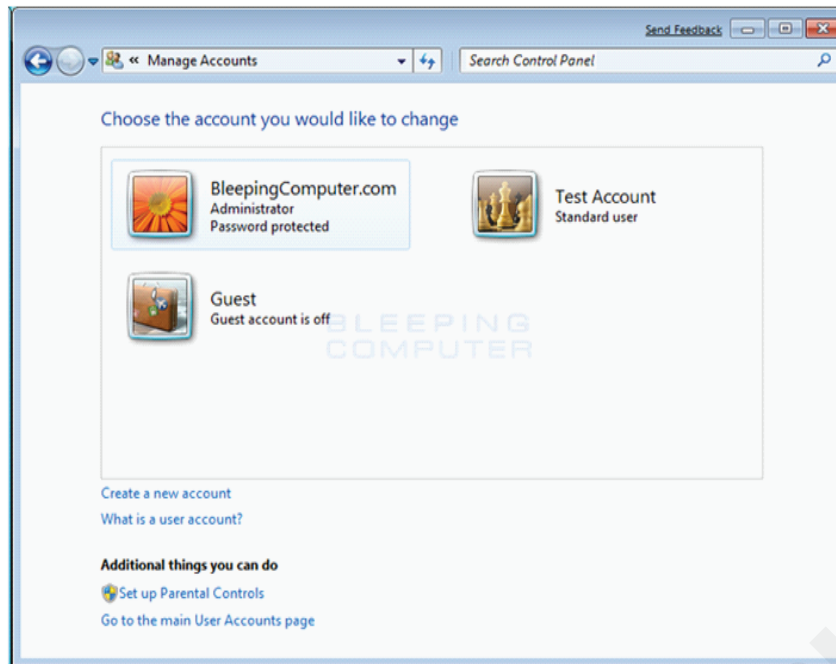 Send Feedback
« Manage Accounts
Search Control Panel
Choose the account you would like to change
BleepingComputer.com
Administrator
Password protected
Test Account
Standard user
Guest
Guest account is off
BLEEPING
COMPUTER
Create a new account
What is a user account?
Additional things you can do
Set up Parental Controls
Go to the main User Accounts page